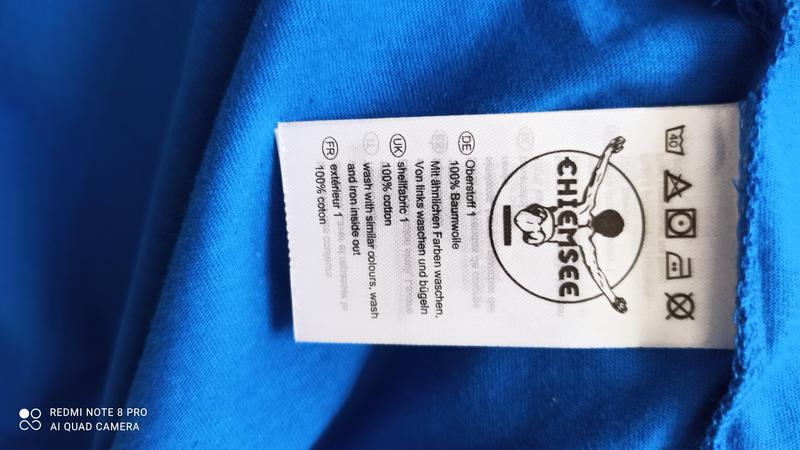 40
CHIEMSEE
DE Oberstoff 1
100% Baumwolle
Mit ähnlichen Farben waschen.
Von links waschen und bügeln
UK shellfabric 1
100% cotton
wash with similar colours, wash
and iron inside out
FR extérieur 1
100% coton
REDMI NOTE 8 PRO
AI QUAD CAMERA